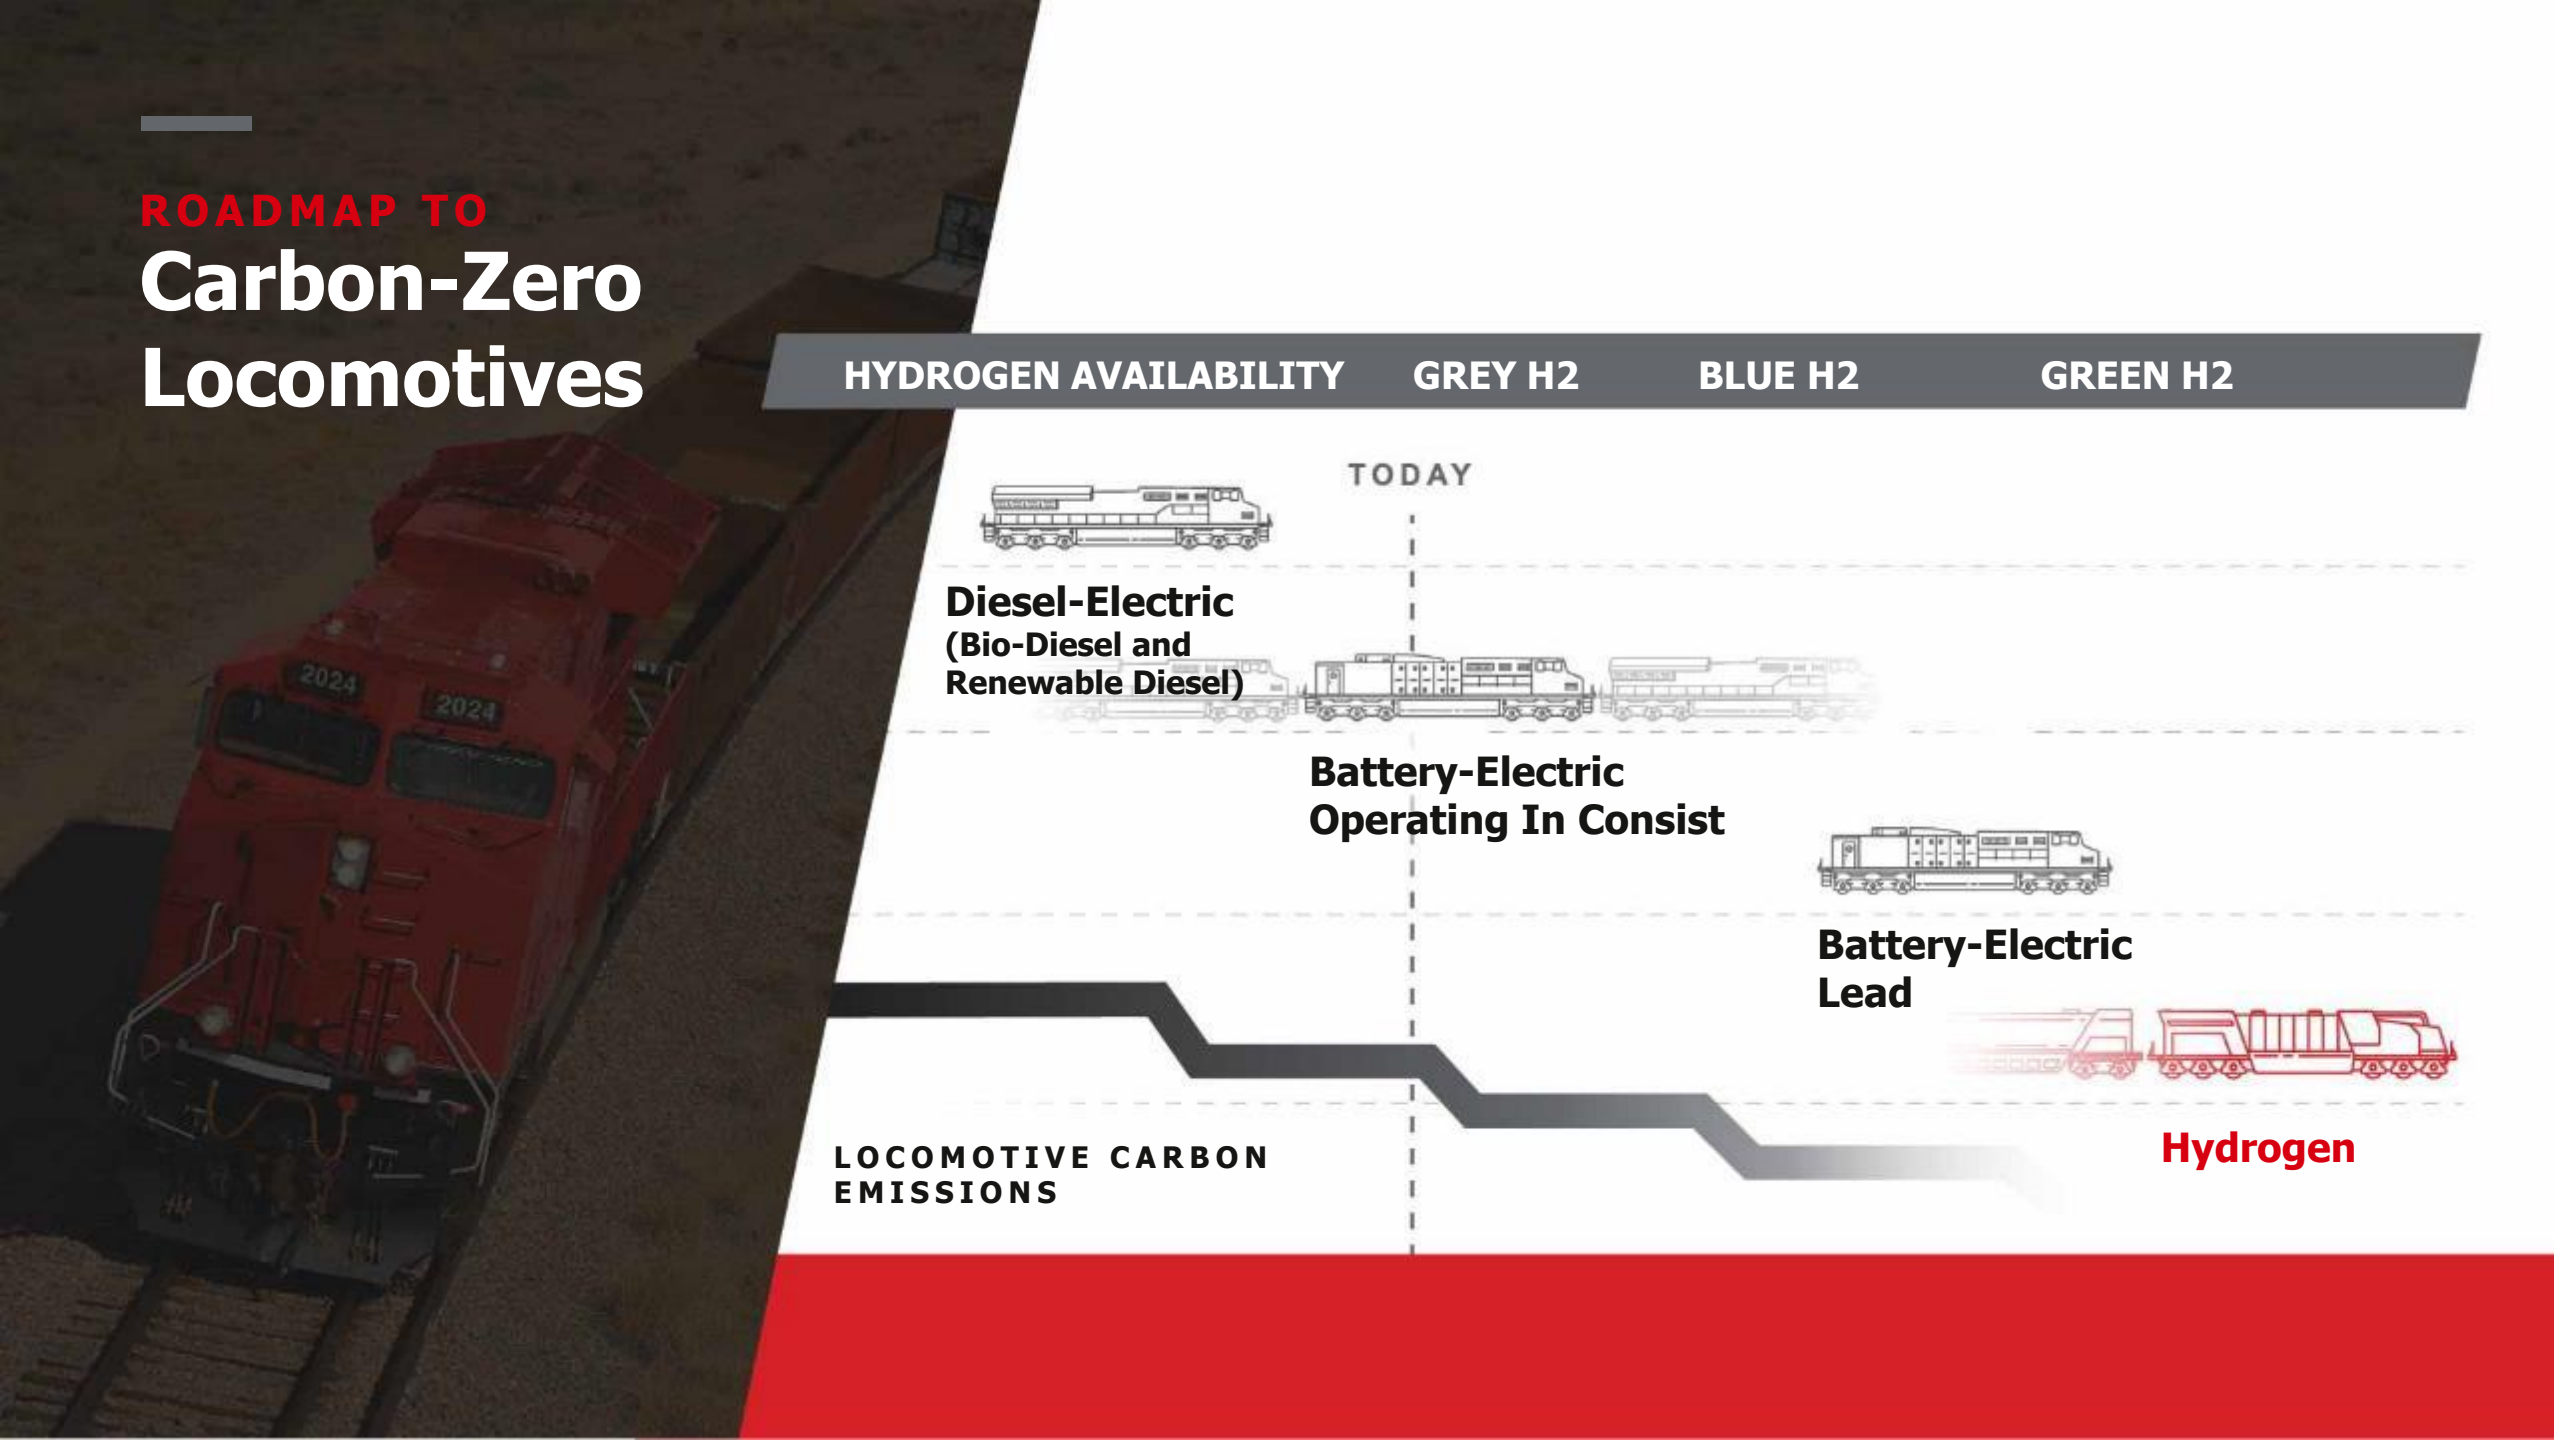 ROADMAP TO
Carbon-Zero
Locomotives
HYDROGEN AVAILABILITY GREY H2 BLUE H2 GREEN H2
TODAY
Diesel-Electric
(Bio-Diesel and
Renewable Diesel)
2024
2024
Battery-Electric
Operating In Consist
Battery-Electric
Lead
LOCOMOTIVE CARBON
EMISSIONS
Hydrogen